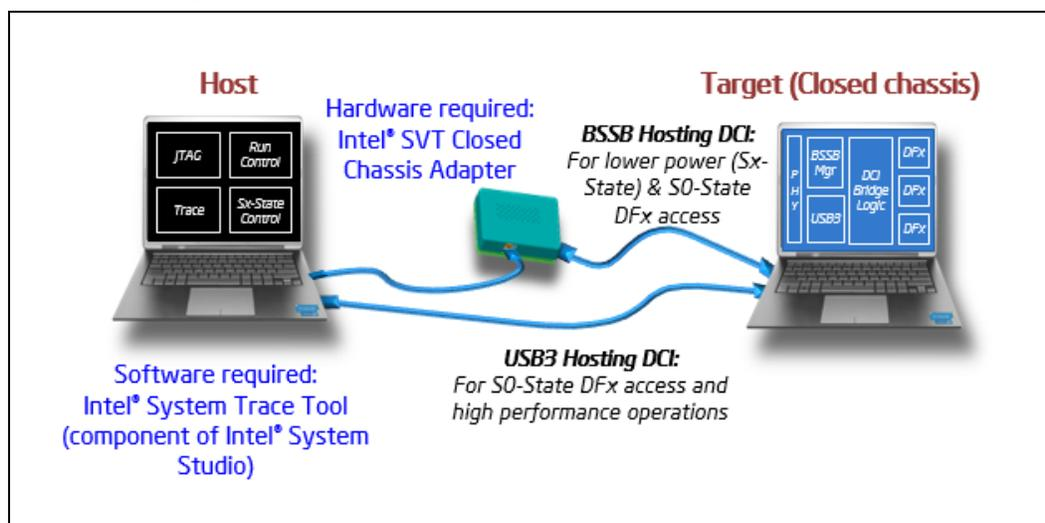 Host
Target (Closed chassis)
Hardware required:
Intel® SVT Closed
Chassis Adapter
BSSB Hosting DCI:
For lower power (Sx-
State) & S0-State
DFx access
JTAG
Run
Control
Trace
Sx-State
Control
P
H
Y
BSSB
Mgr
USB3
DCI
Bridge
Logic
DFx
DFx
DFx
USB3 Hosting DCI:
For S0-State DFx access and
high performance operations
Software required:
Intel® System Trace Tool
(component of Intel® System
Studio)